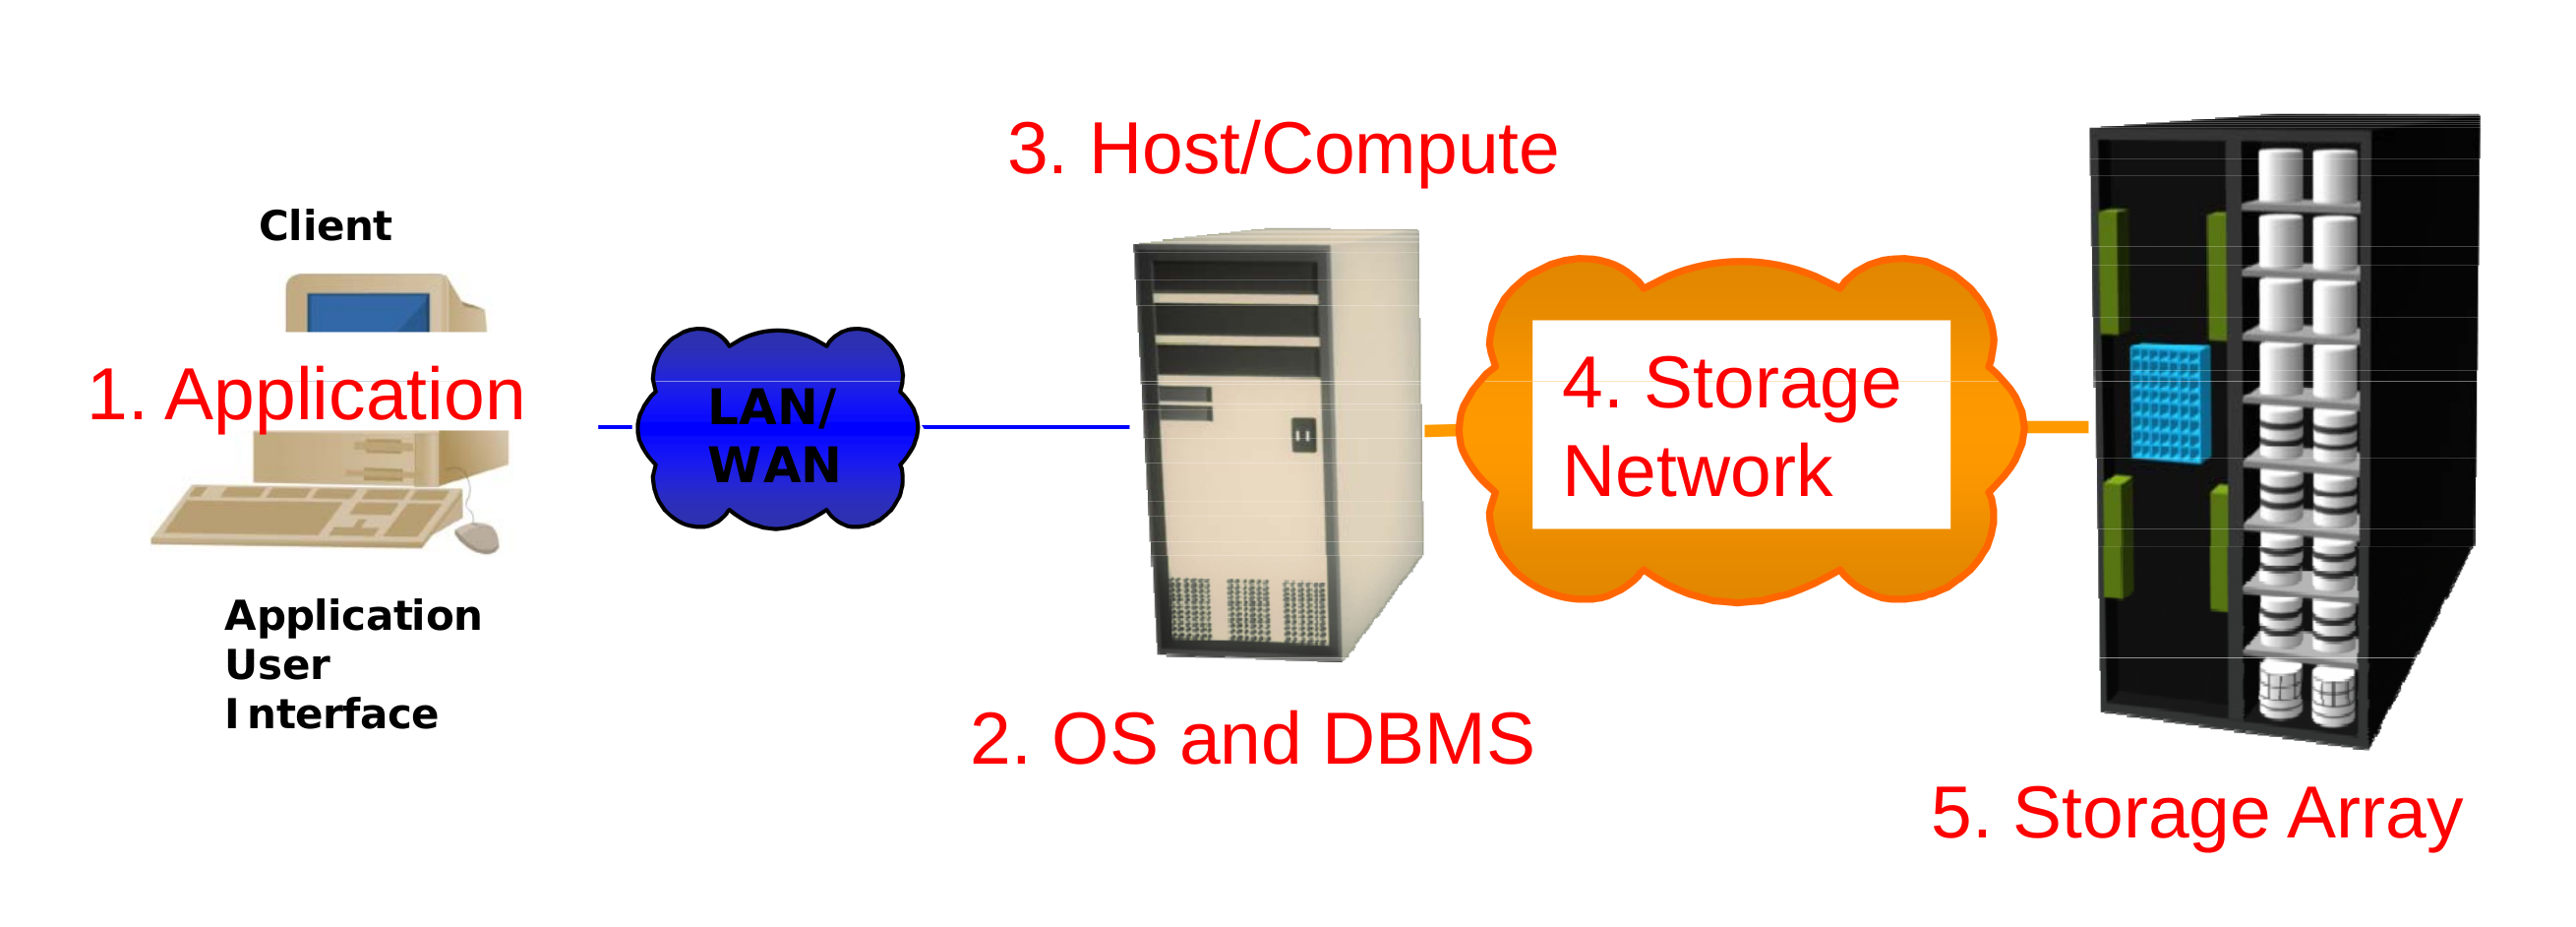 3. Host/Compute
Client
1. Application
LAN/
WAN
4. Storage
Network
Application
User
Interface
2. OS and DBMS
5. Storage Array